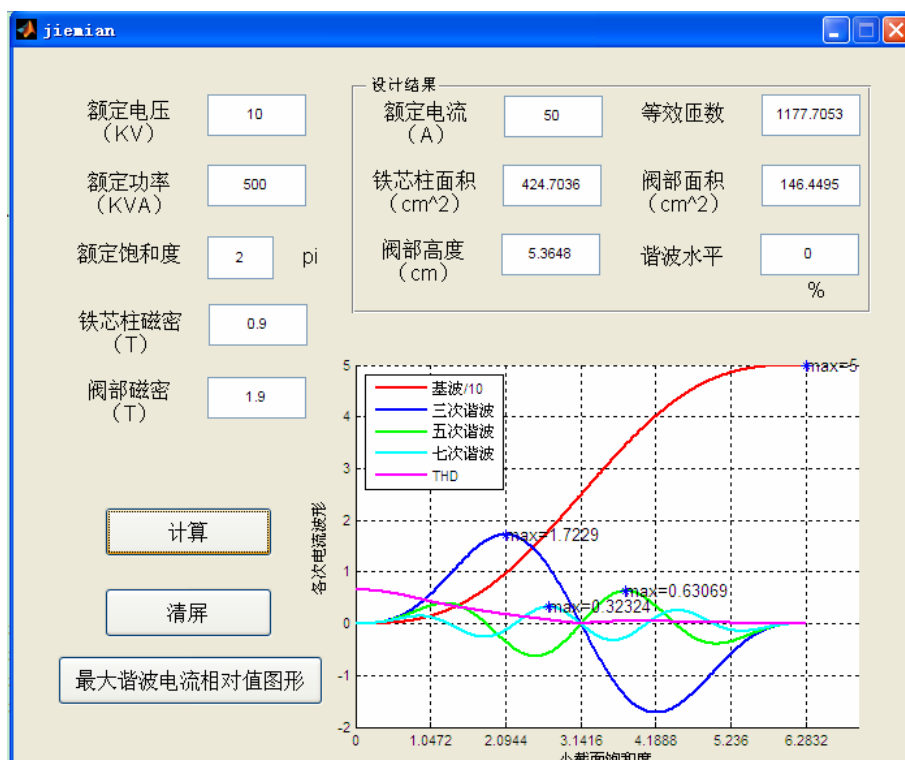 jiemian
额定电压
（KV）
10
额定功率
（KVA）
500
额定饱和度
2
pi
铁芯柱磁密
（T）
0.9
阀部磁密
（T）
1.9
计算
清屏
最大谐波电流相对值图形
设计结果
额定电流
（A）
50
等效匝数
1177.7053
铁芯柱面积
（cm^2）
424.7036
阀部面积
（cm^2）
146.4495
阀部高度
（cm）
5.3648
谐波水平
0
%
各次电流波形
5
4
3
2
1
0
-1
-2
基波/10
三次谐波
五次谐波
七次谐波
THD
max=5
max=1.7229
max=0.63069
max=0.32324
0
1.0472
2.0944
3.1416
4.1888
5.236
6.2832
小截面饱和度